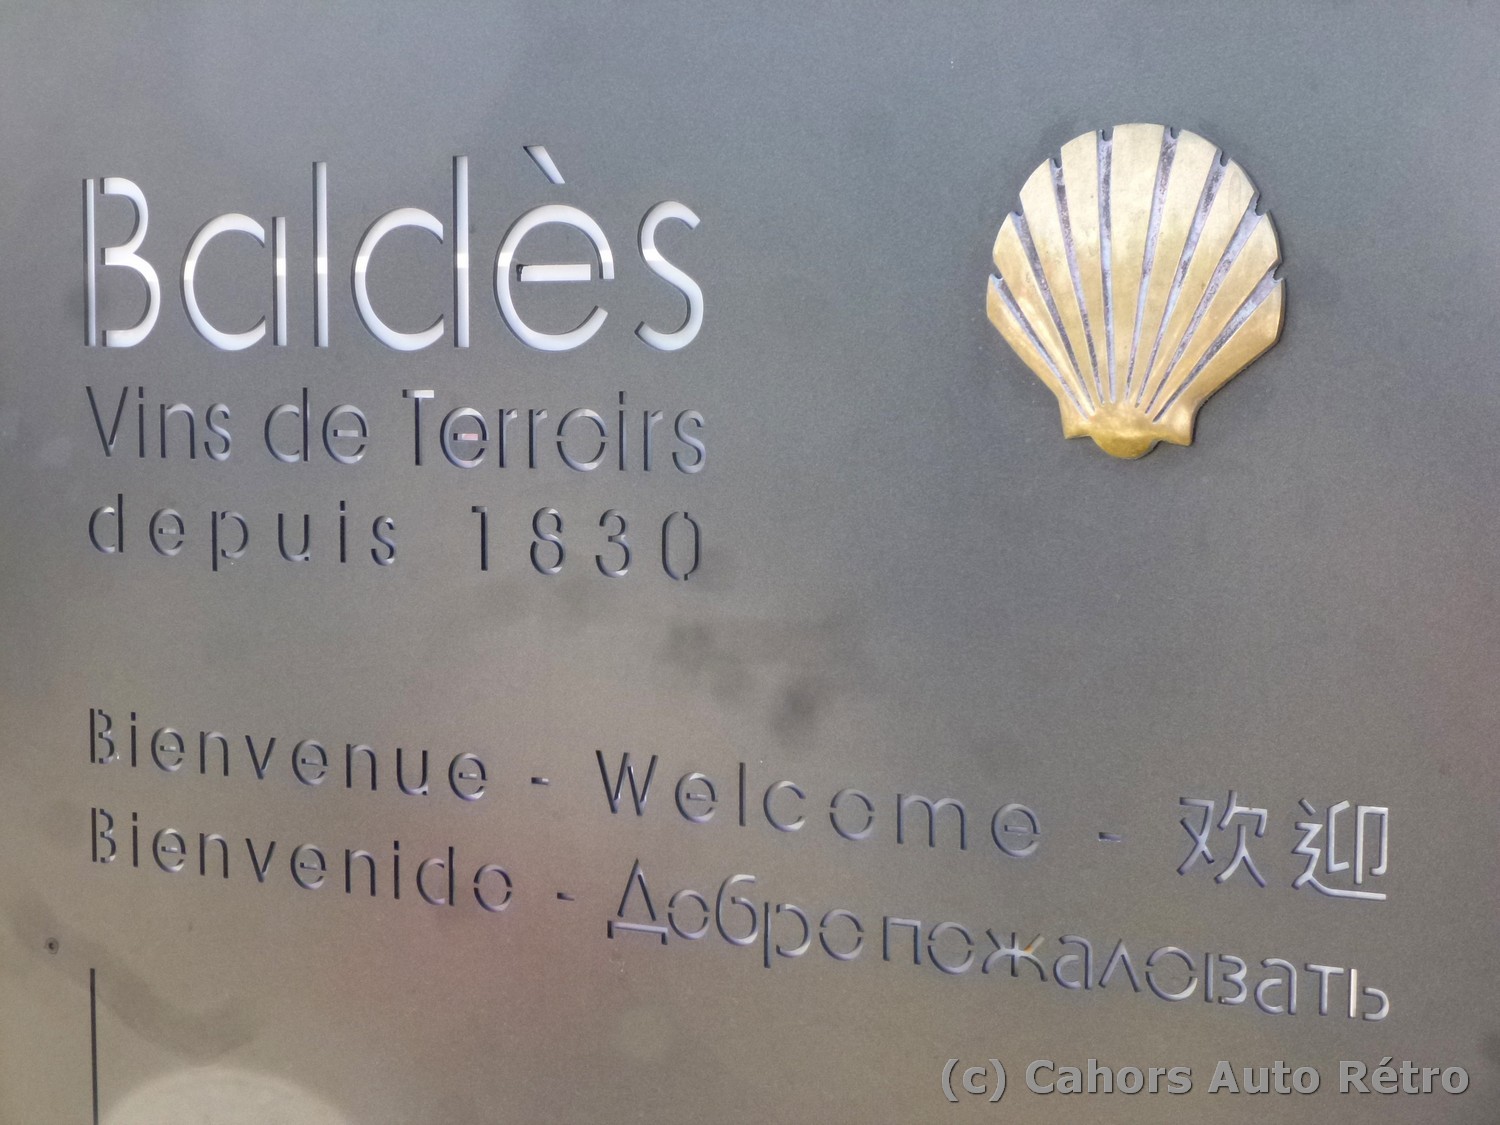 Baldès
Vins de Terroirs
depuis 1830
Bienvenue - Welcome - 欢迎
Bienvenido - Добро пожаловать
(c) Cahors Auto Rétro